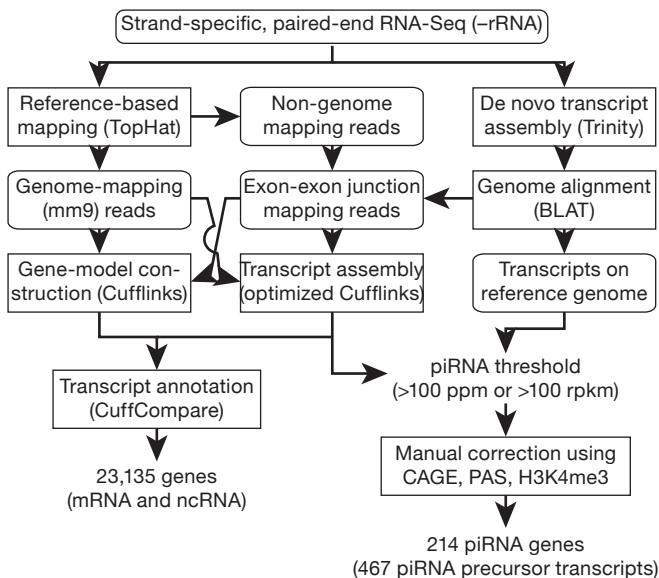 Strand-specific, paired-end RNA-Seq (–rRNA)
Reference-based
mapping (TopHat)
Non-genome
mapping reads
De novo transcript
assembly (Trinity)
Genome-mapping
(mm9) reads
Exon-exon junction
mapping reads
Genome alignment
(BLAT)
Gene-model con-
struction (Cufflinks)
Transcript assembly
(optimized Cufflinks)
Transcripts on
reference genome
Transcript annotation
(CuffCompare)
piRNA threshold
(>100 ppm or >100 rpkm)
Manual correction using
CAGE, PAS, H3K4me3
23,135 genes
(mRNA and ncRNA)
214 piRNA genes
(467 piRNA precursor transcripts)